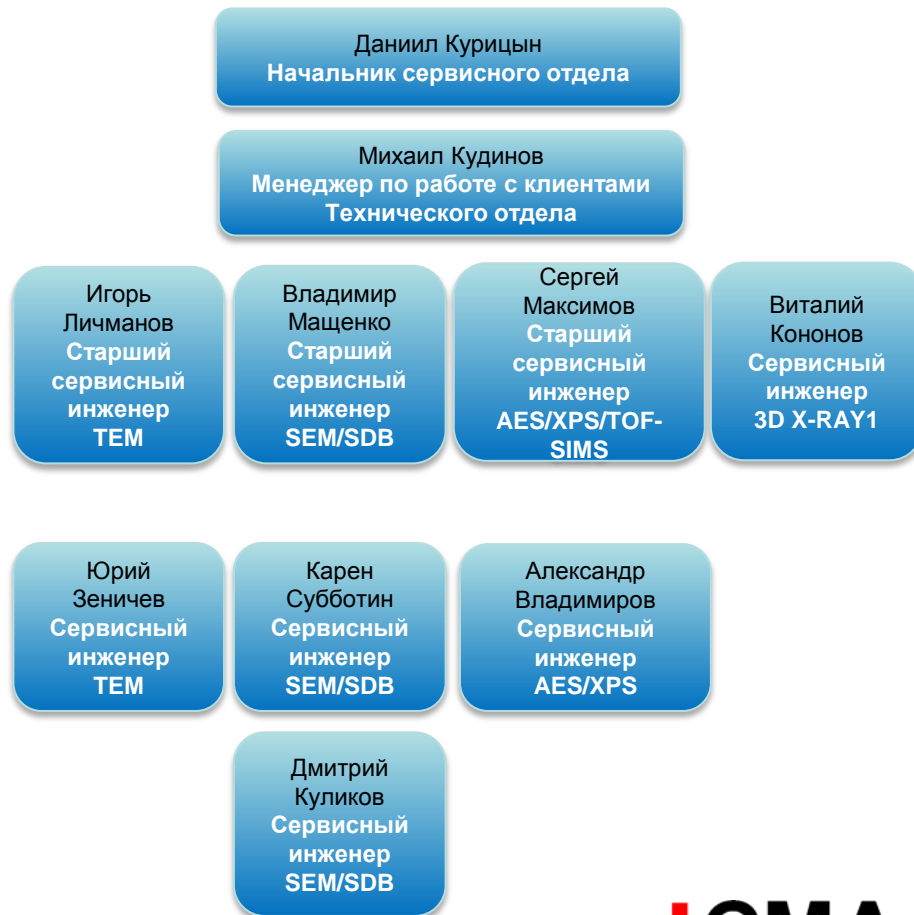 Даниил Курицын
Начальник сервисного отдела
Михаил Кудинов
Менеджер по работе с клиентами
Технического отдела
Игорь
Личманов
Старший
сервисный
инженер
TEM
Владимир
Мащенко
Старший
сервисный
инженер
SEM/SDB
Сергей
Максимов
Старший
сервисный
инженер
AES/XPS/TOF-
SIMS
Виталий
Кононов
Сервисный
инженер
3D X-RAY1
Юрий
Зеничев
Сервисный
инженер
TEM
Карен
Субботин
Сервисный
инженер
SEM/SDB
Александр
Владимиров
Сервисный
инженер
AES/XPS
Дмитрий
Куликов
Сервисный
инженер
SEM/SDB